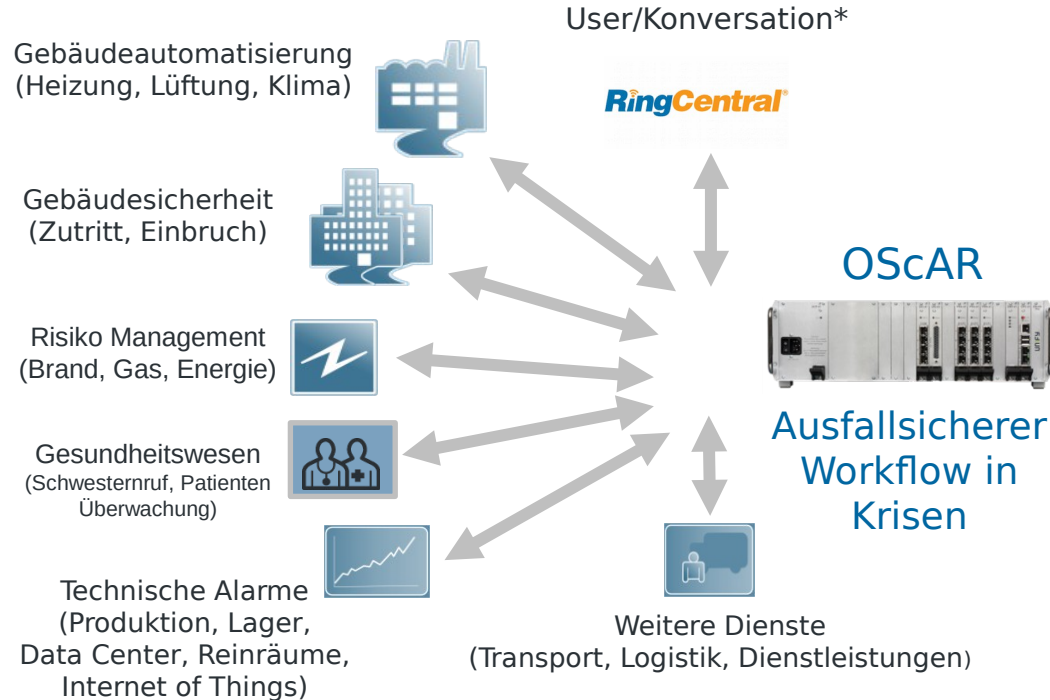 User/Konversation*
Gebäudeautomatisierung
(Heizung, Lüftung, Klima)
RingCentral®
Gebäudesicherheit
(Zutritt, Einbruch)
OScAR
Risiko Management
(Brand, Gas, Energie)
Ausfallsicherer
Workflow in
Krisen
Gesundheitswesen
(Schwesternruf, Patienten
Überwachung)
Technische Alarme
(Produktion, Lager,
Data Center, Reinräume,
Internet of Things)
Weitere Dienste
(Transport, Logistik, Dienstleistungen)